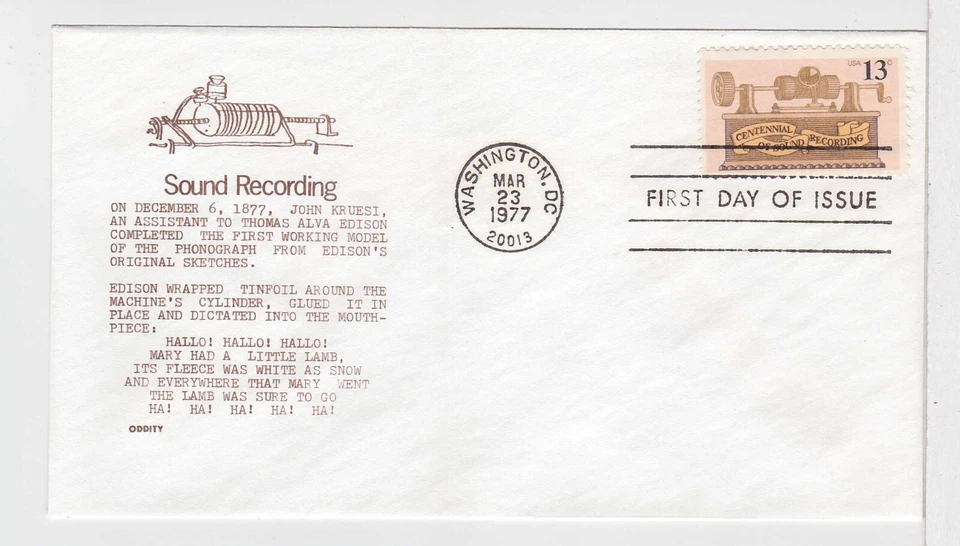 Sound Recording
ON DECEMBER 6, 1877, JOHN KRUESI,
AN ASSISTANT TO THOMAS ALVA EDISON
COMPLETED THE FIRST WORKING MODEL
OF THE PHONOGRAPH FROM EDISON'S
ORIGINAL SKETCHES.
EDISON WRAPPED TINFOIL AROUND THE
MACHINE'S CYLINDER, GLUED IT IN
PLACE AND DICTATED INTO THE MOUTH-
PIECE:
HALLO! HALLO! HALLO!
MARY HAD A LITTLE LAMB,
ITS FLEECE WAS WHITE AS SNOW
AND EVERYWHERE THAT MARY WENT
THE LAMB WAS SURE TO GO
HA! HA! HA! HA! HA!
ODDITY
WASHINGTON, DC
MAR
23
1977
20013
USA 13c
CENTENNIAL
OF SOUND RECORDING
FIRST DAY OF ISSUE